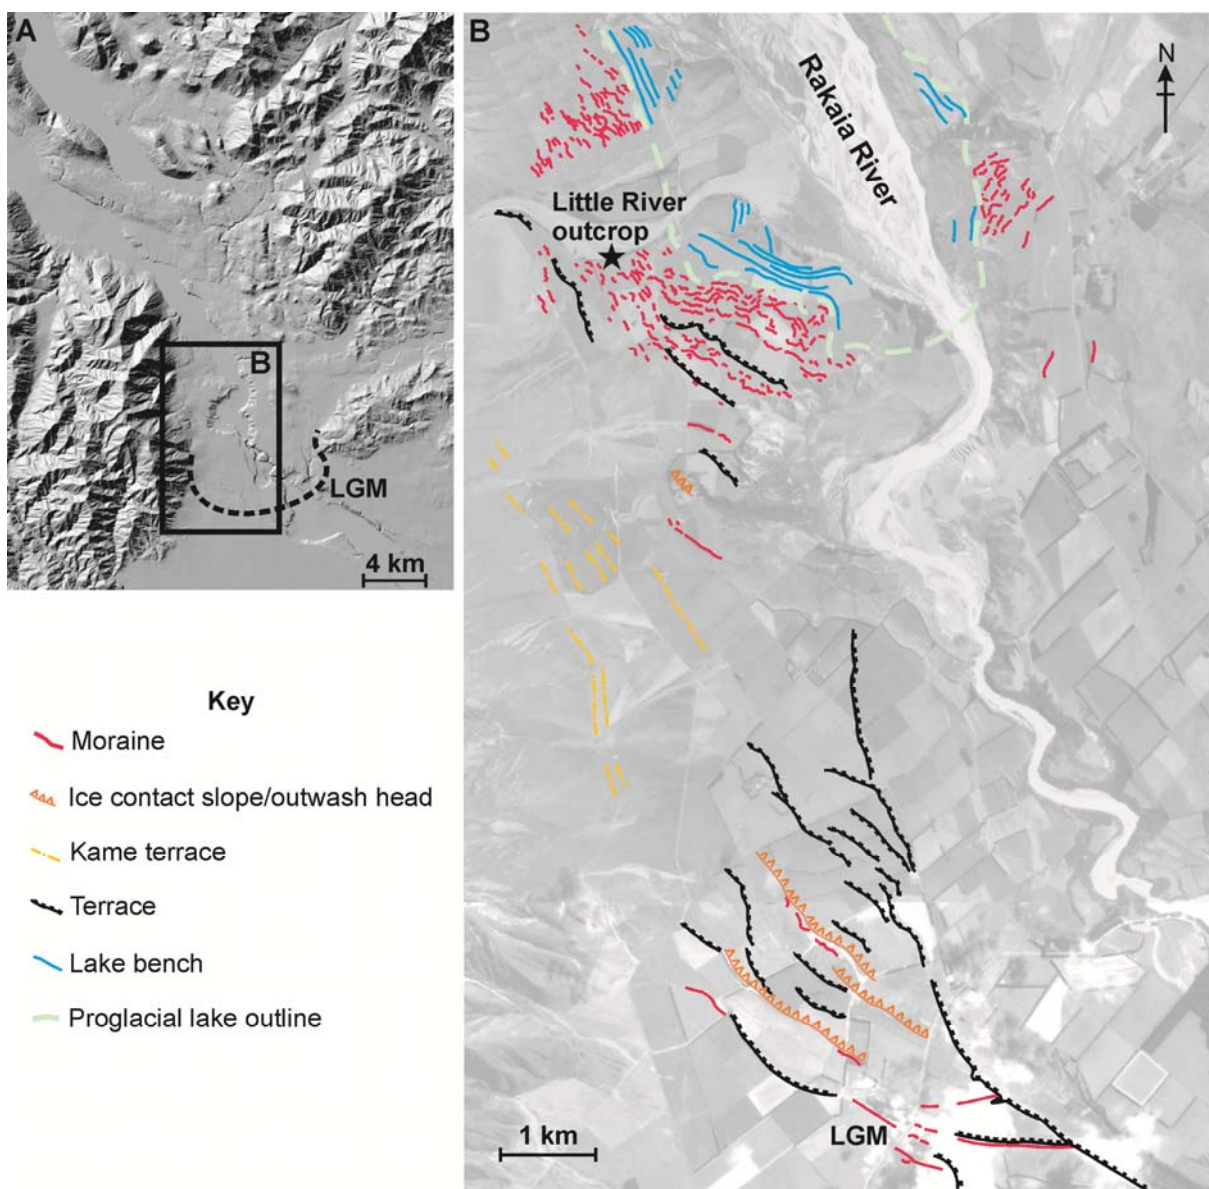 A
B
LGM
4 km
Key
Moraine
Ice contact slope/outwash head
Kame terrace
Terrace
Lake bench
Proglacial lake outline
B
N
Rakaia River
Little River
outcrop
LGM
1 km